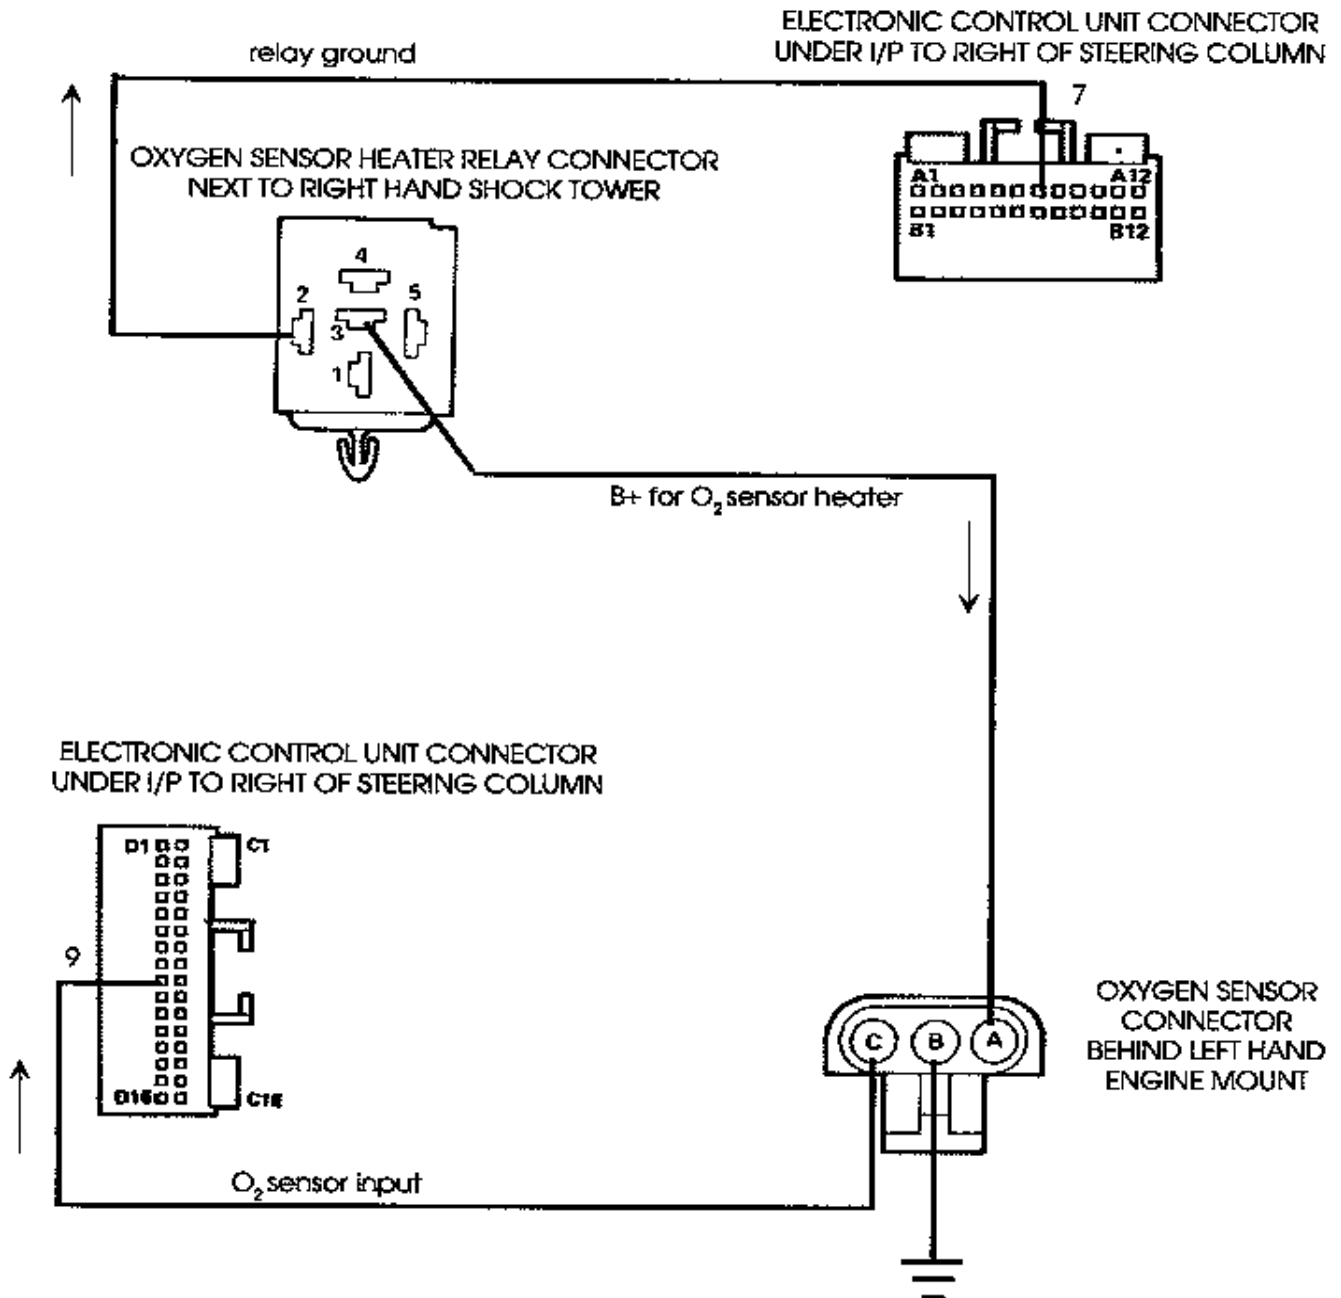 ELECTRONIC CONTROL UNIT CONNECTOR
UNDER I/P TO RIGHT OF STEERING COLUMN
relay ground
7
OXYGEN SENSOR HEATER RELAY CONNECTOR
NEXT TO RIGHT HAND SHOCK TOWER
A1 A12
B1 B12
4
2 5
3
1
B+ for O₂ sensor heater
ELECTRONIC CONTROL UNIT CONNECTOR
UNDER I/P TO RIGHT OF STEERING COLUMN
D1 C1
9
D16 C16
OXYGEN SENSOR
CONNECTOR
BEHIND LEFT HAND
ENGINE MOUNT
C B A
O₂ sensor input